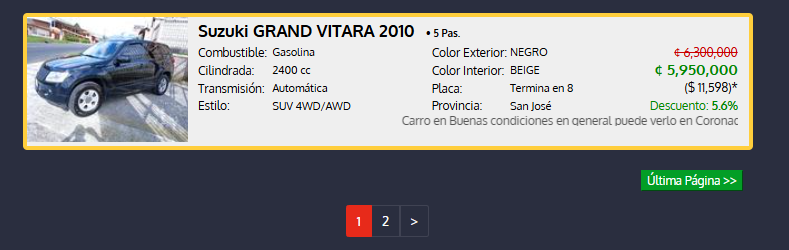 Suzuki GRAND VITARA 2010 • 5 Pas.
Combustible: Gasolina Color Exterior: NEGRO ¢ 6,300,000
Cilindrada: 2400 cc Color Interior: BEIGE ¢ 5,950,000
Transmisión: Automática Placa: Termina en 8 ($ 11,598)*
Estilo: SUV 4WD/AWD Provincia: San José Descuento: 5.6%
Carro en Buenas condiciones en general puede verlo en Coronac
Última Página >>
1 2 >